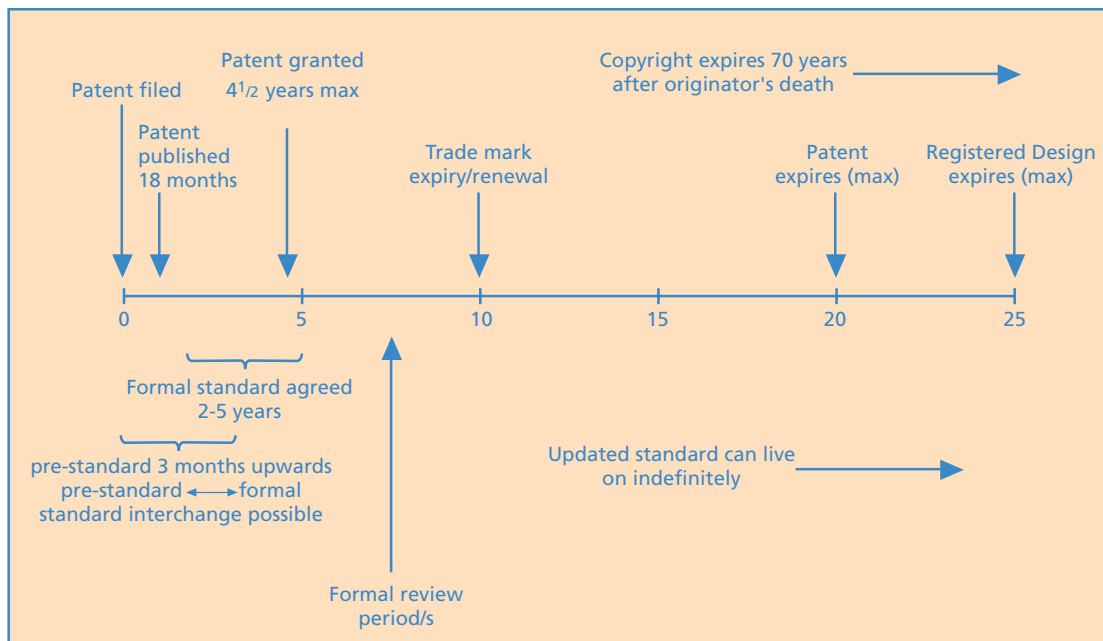 Patent granted
4 1/2 years max
Copyright expires 70 years
after originator's death
Patent filed
Patent
published
18 months
Trade mark
expiry/renewal
Patent
expires (max)
Registered Design
expires (max)
0
5
10
15
20
25
Formal standard agreed
2-5 years
pre-standard 3 months upwards
pre-standard formal
standard interchange possible
Updated standard can live
on indefinitely
Formal review
period/s